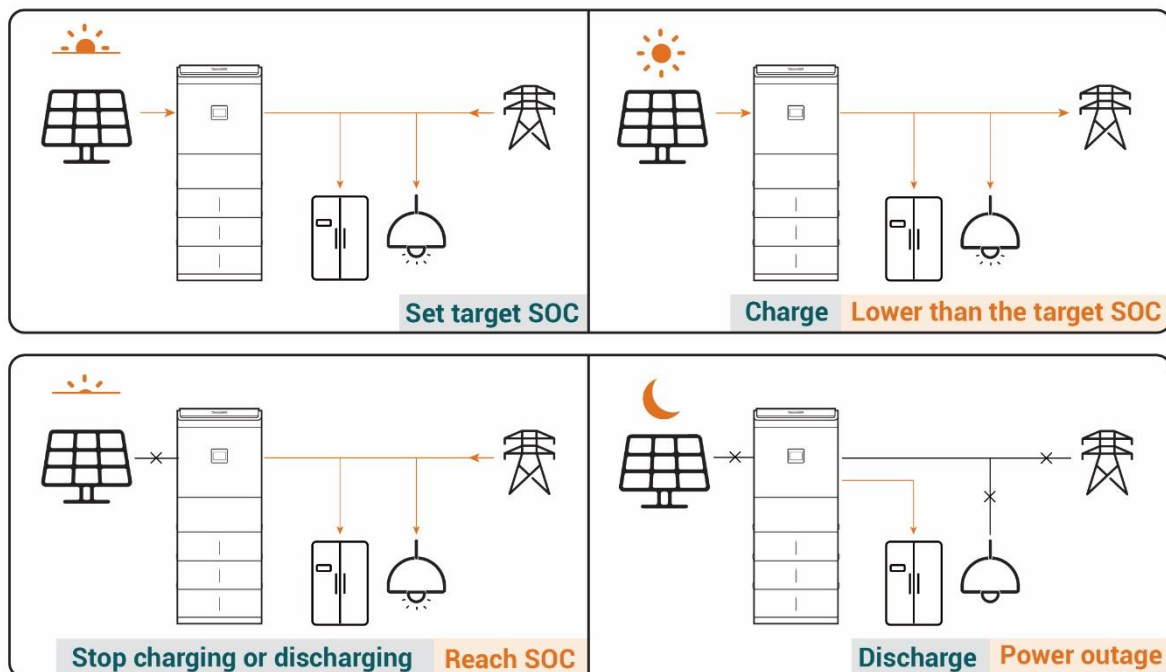 Set target SOC
Charge Lower than the target SOC
Stop charging or discharging Reach SOC
Discharge Power outage